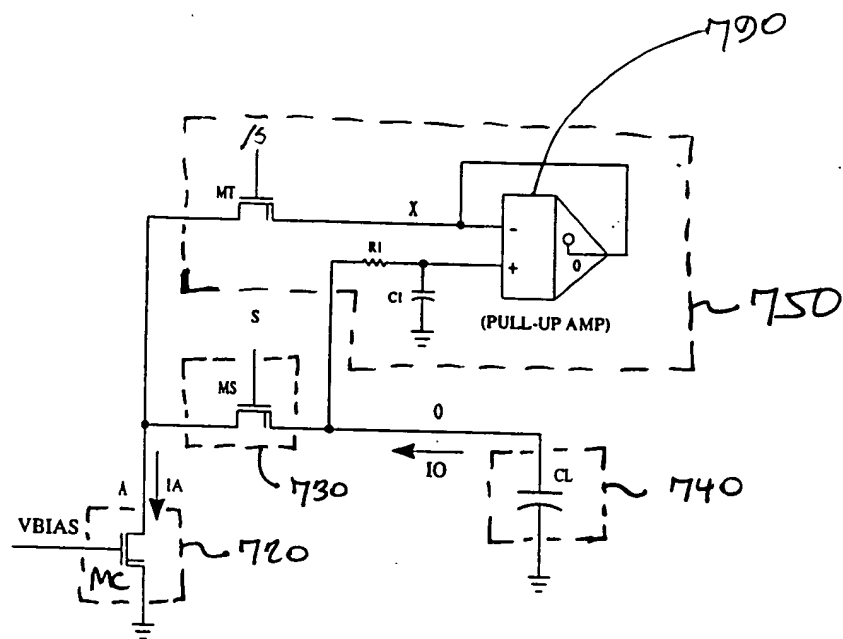 790
/S
MT
X
-
R1
+
0
C1
(PULL-UP AMP)
750
S
MS
0
IO
CL
730
740
A
IA
VBIAS
MC
720